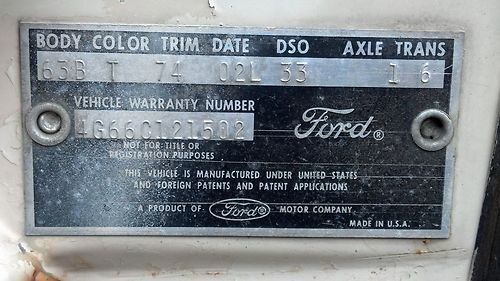 BODY COLOR TRIM DATE DSO AXLE TRANS
63B T 74 02L 33 1 6
VEHICLE WARRANTY NUMBER
4G66C121502
Ford®
NOT FOR TITLE OR
REGISTRATION PURPOSES
THIS VEHICLE IS MANUFACTURED UNDER UNITED STATES
AND FOREIGN PATENTS AND PATENT APPLICATIONS
A PRODUCT OF Ford® MOTOR COMPANY
MADE IN U.S.A.